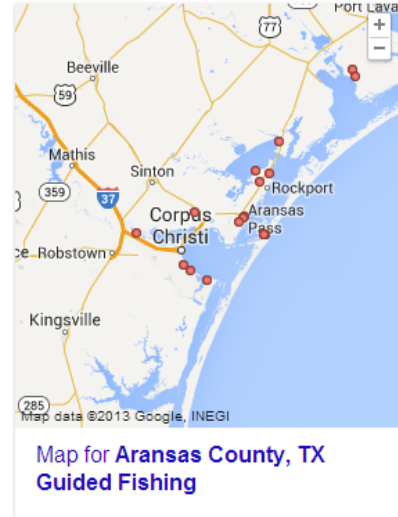 Port Lava
77
+
−
Beeville
59
Mathis
Sinton
359
37
Rockport
Corpus
Christi
Aransas
Pass
ce
Robstown
Kingsville
285
Map data ©2013 Google, INEGI
Map for Aransas County, TX
Guided Fishing